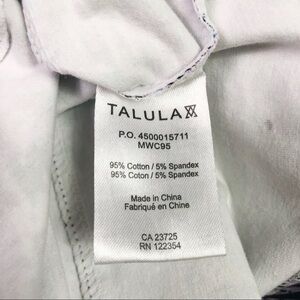 TALULA
P.O. 4500015711
MWC95
95% Cotton / 5% Spandex
95% Coton / 5% Spandex
Made in China
Fabriqué en Chine
CA 23725
RN 122354